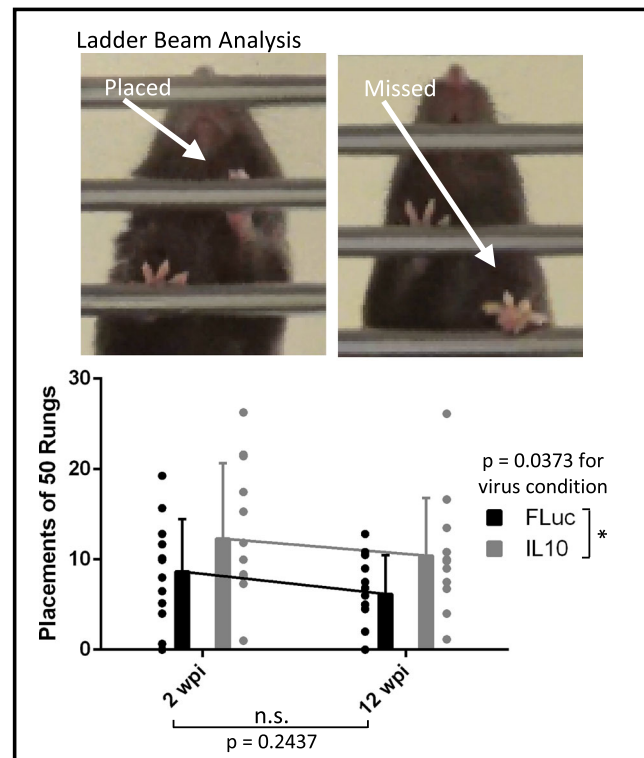 Ladder Beam Analysis
Placed
Missed
Placements of 50 Rungs
30
20
10
0
2 wpi
12 wpi
n.s.
p = 0.2437
p = 0.0373 for
virus condition
FLuc
IL10
*